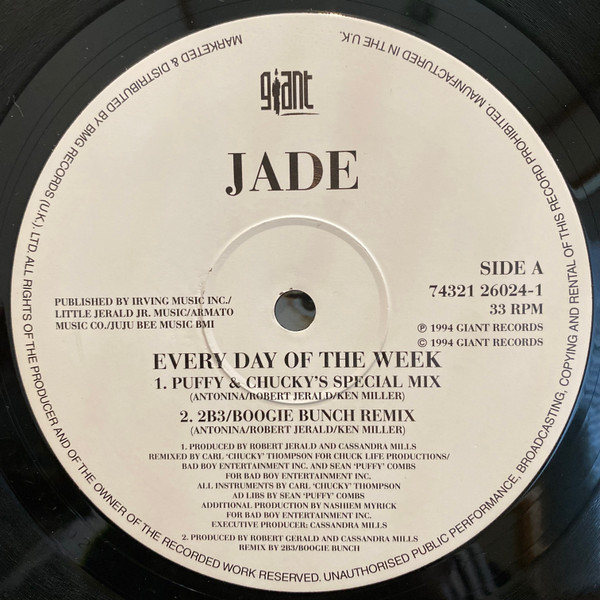 giant
JADE
SIDE A
74321 26024-1
33 RPM
℗ 1994 GIANT RECORDS
© 1994 GIANT RECORDS
PUBLISHED BY IRVING MUSIC INC./
LITTLE JERALD JR. MUSIC/ARMATO
MUSIC CO./JUJU BEE MUSIC BMI
EVERY DAY OF THE WEEK
1. PUFFY & CHUCKY'S SPECIAL MIX
(ANTONINA/ROBERT JERALD/KEN MILLER)
2. 2B3/BOOGIE BUNCH REMIX
(ANTONINA/ROBERT JERALD/KEN MILLER)
1. PRODUCED BY ROBERT JERALD AND CASSANDRA MILLS
REMIXED BY CARL 'CHUCKY' THOMPSON FOR CHUCK LIFE PRODUCTIONS/
BAD BOY ENTERTAINMENT INC. AND SEAN 'PUFFY' COMBS
FOR BAD BOY ENTERTAINMENT INC.
ALL INSTRUMENTS BY CARL 'CHUCKY' THOMPSON
AD LIBS BY SEAN 'PUFFY' COMBS
ADDITIONAL PRODUCTION BY NASHIEM MYRICK
FOR BAD BOY ENTERTAINMENT INC.
EXECUTIVE PRODUCER: CASSANDRA MILLS
2. PRODUCED BY ROBERT GERALD AND CASSANDRA MILLS
REMIX BY 2B3/BOOGIE BUNCH
MARKETED & DISTRIBUTED BY BMG RECORDS (UK), LTD. ALL RIGHTS OF THE PRODUCER AND OF THE OWNER OF THE RECORDED WORK RESERVED. UNAUTHORISED PUBLIC PERFORMANCE, BROADCASTING, COPYING AND RENTAL OF THIS RECORD PROHIBITED. MAUNFACTURED IN THE U.K.